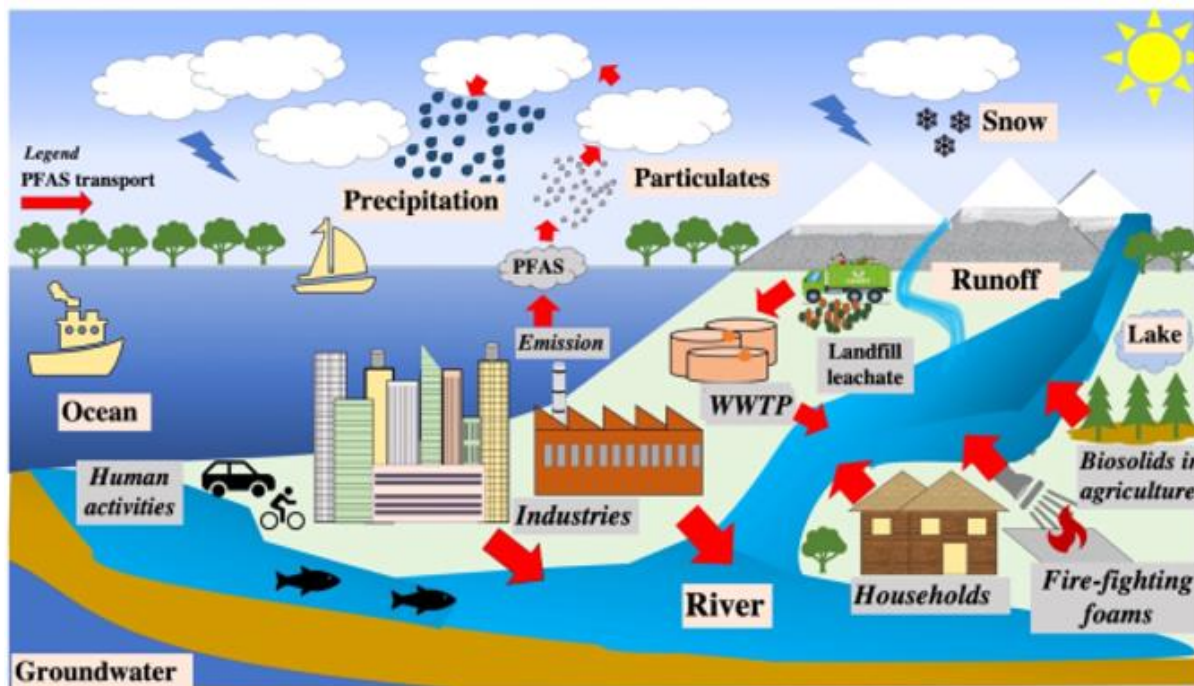 Snow
Legend
PFAS transport
Precipitation
Particulates
PFAS
Runoff
Emission
Lake
Landfill
leachate
WWTP
Ocean
Human
activities
Industries
Biosolids in
agriculture
River
Households
Fire-fighting
foams
Groundwater